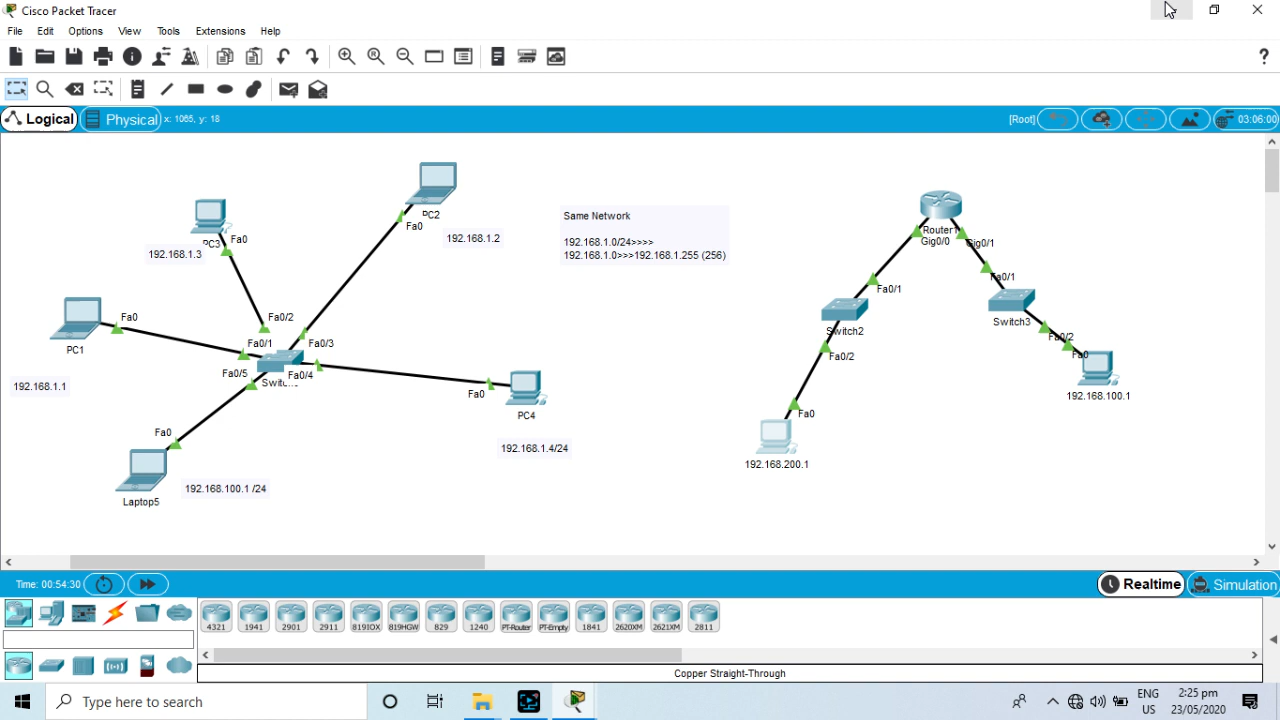 Cisco Packet Tracer
File Edit Options View Tools Extensions Help
?
Logical Physical x: 1065, y: 18 [Root] 03:06:00
PC2
Fa0
192.168.1.2
PC3
Fa0
192.168.1.3
Same Network
192.168.1.0/24>>>>
192.168.1.0>>>192.168.1.255 (256)
Router1
Gig0/0
Gig0/1
Fa0/1
Fa0/1
Switch2
Switch3
Fa0/2
Fa0/2
Fa0
Fa0
192.168.100.1
192.168.200.1
Fa0
PC1
192.168.1.1
Fa0/2
Fa0/1
Fa0/3
Fa0/5
Fa0/4
Fa0
PC4
192.168.1.4/24
Fa0
Laptop5
192.168.100.1 /24
Time: 00:54:30 Realtime Simulation
4321 1941 2901 2911 819IOX 819HGW 829 1240 PT-Router PT-Empty 1841 2620XM 2621XM 2811
Copper Straight-Through
Type here to search
ENG
US
2:25 pm
23/05/2020